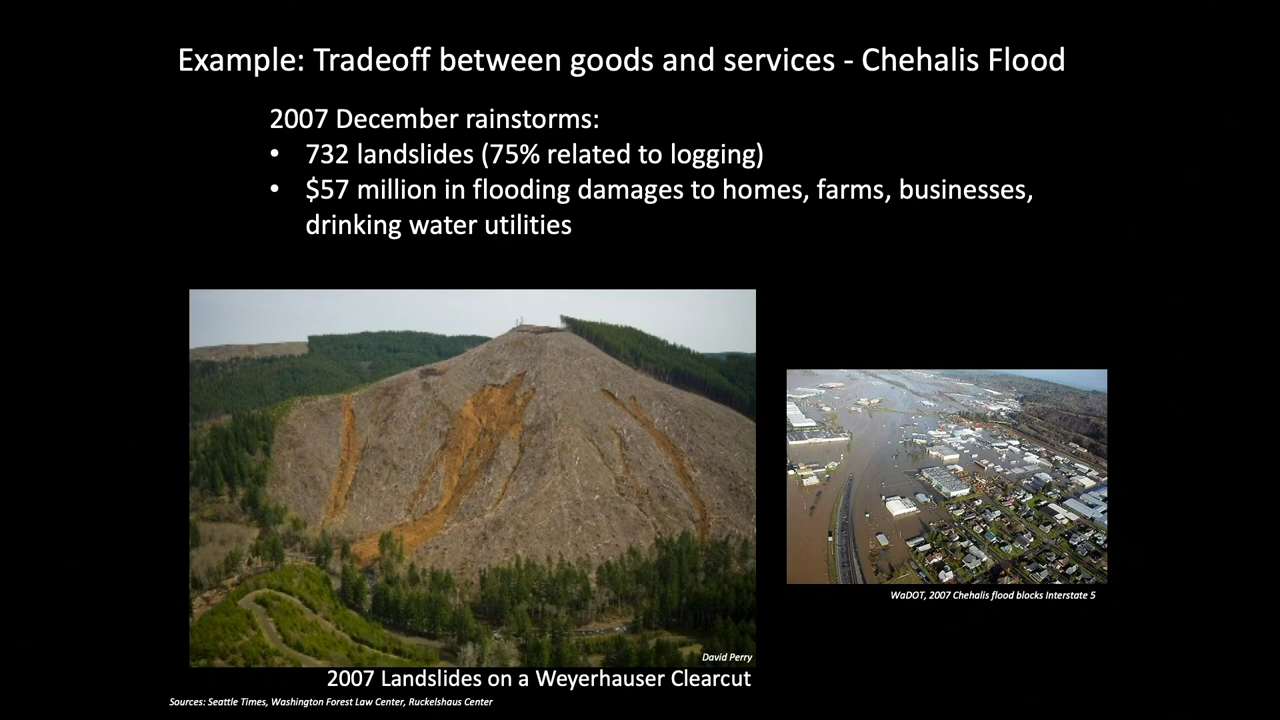 Example: Tradeoff between goods and services - Chehalis Flood
2007 December rainstorms:
• 732 landslides (75% related to logging)
• $57 million in flooding damages to homes, farms, businesses,
drinking water utilities
WaDOT, 2007 Chehalis flood blocks Interstate 5
David Perry
2007 Landslides on a Weyerhauser Clearcut
Sources: Seattle Times, Washington Forest Law Center, Ruckelshaus Center